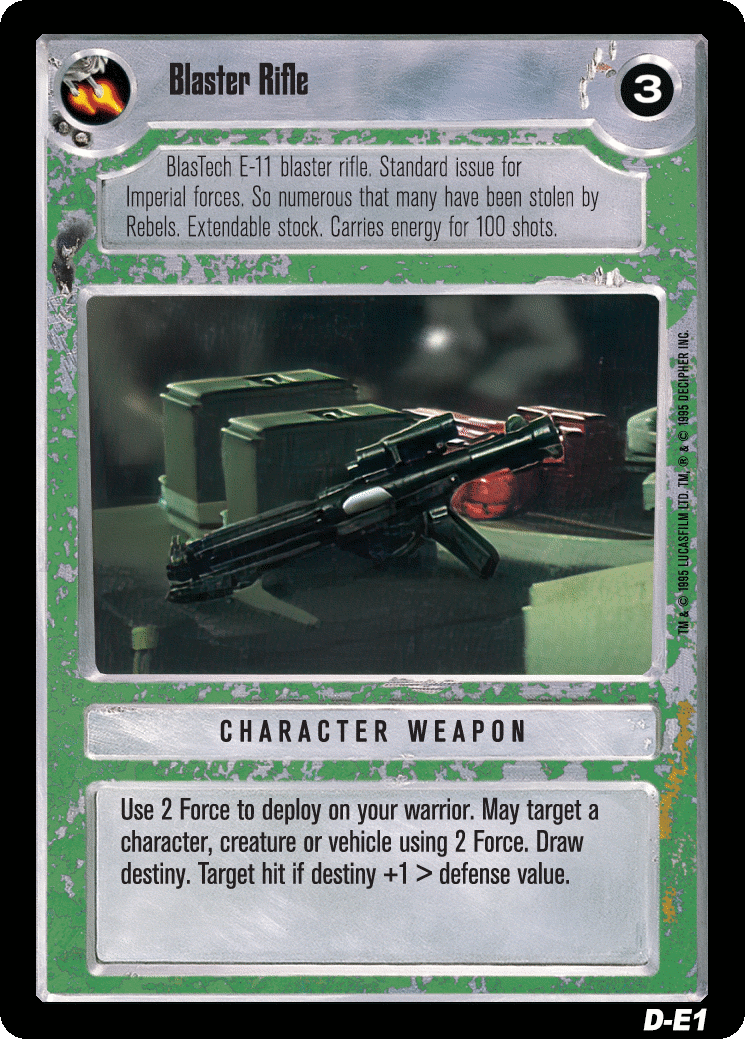 Blaster Rifle
3
BlasTech E-11 blaster rifle. Standard issue for
Imperial forces. So numerous that many have been stolen by
Rebels. Extendable stock. Carries energy for 100 shots.
TM & © 1995 LUCASFILM LTD. TM, ® & © 1995 DECIPHER INC.
CHARACTER WEAPON
Use 2 Force to deploy on your warrior. May target a
character, creature or vehicle using 2 Force. Draw
destiny. Target hit if destiny +1 > defense value.
D-E1